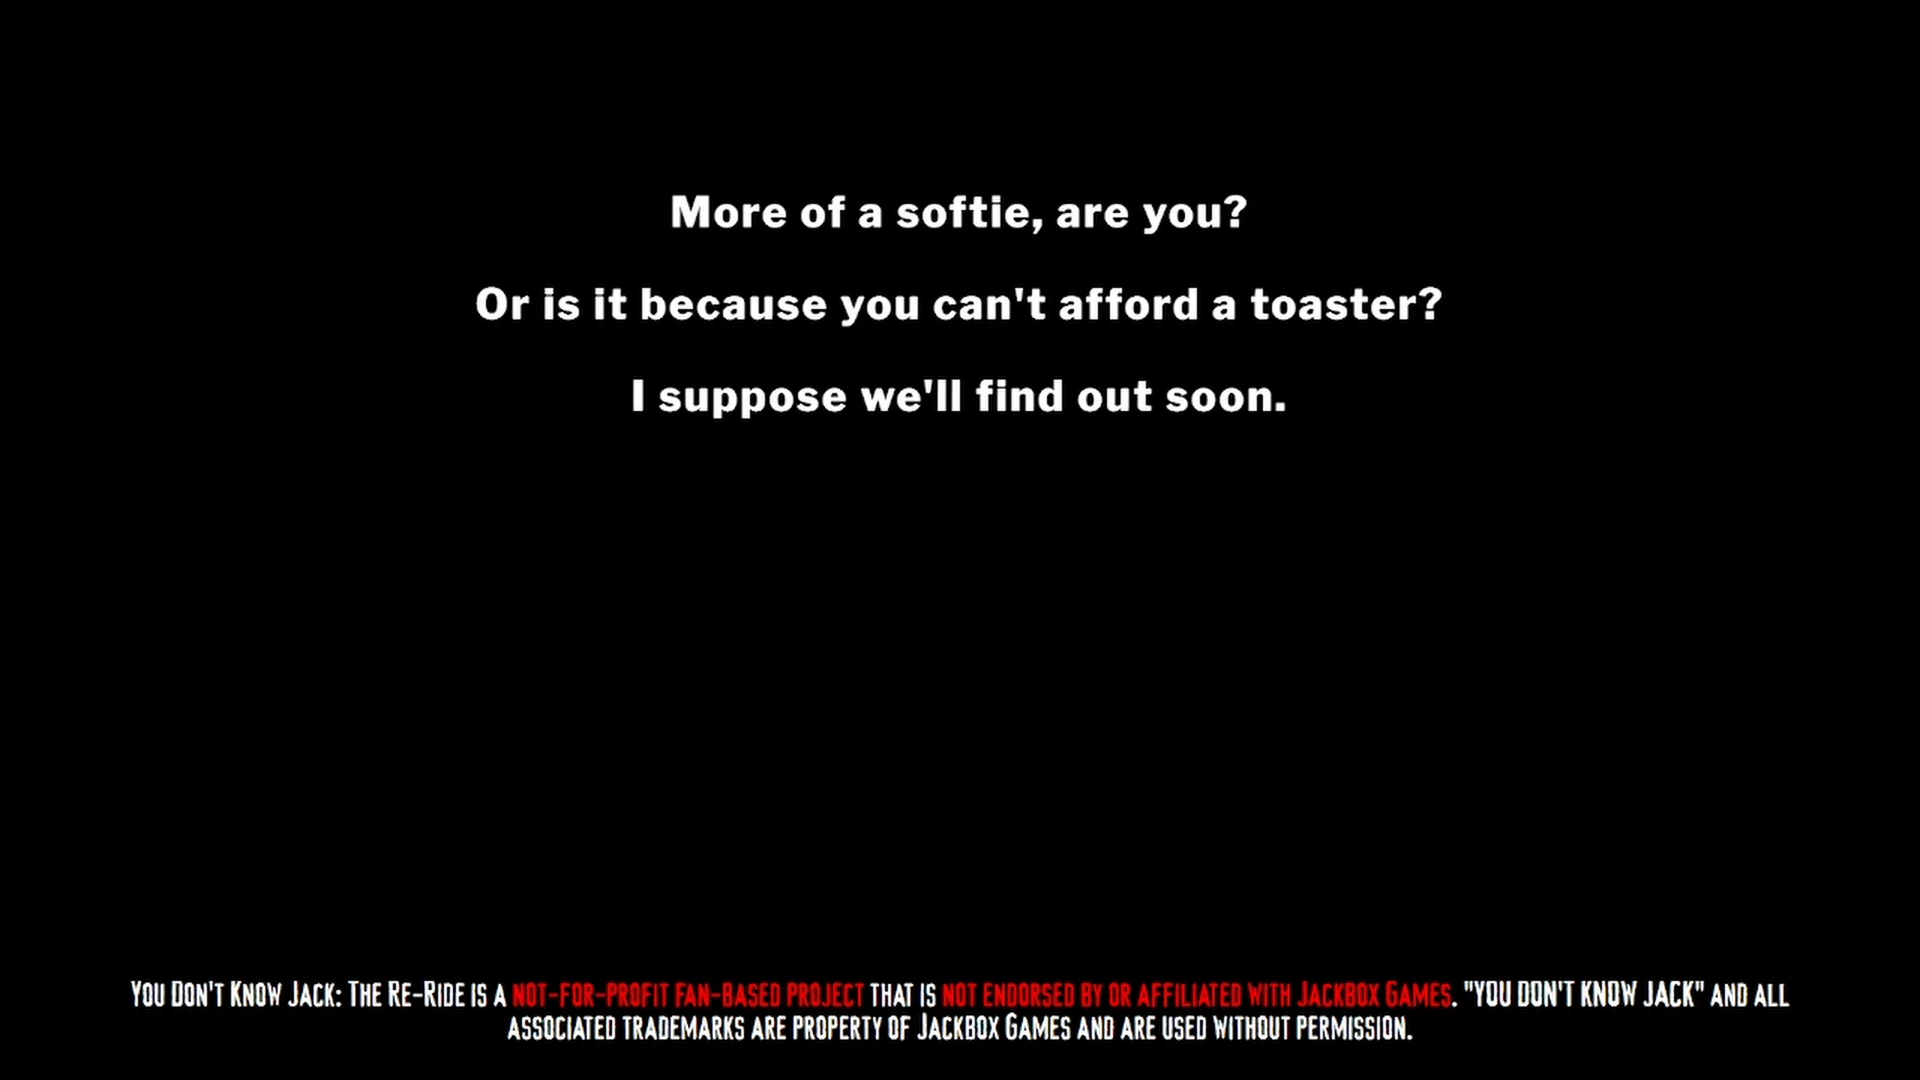 More of a softie, are you?
Or is it because you can't afford a toaster?
I suppose we'll find out soon.
You Don't Know Jack: The Re-Ride is a not-for-profit fan-based project that is not endorsed by or affiliated with Jackbox Games. "YOU DON'T KNOW JACK" and all
associated trademarks are property of Jackbox Games and are used without permission.